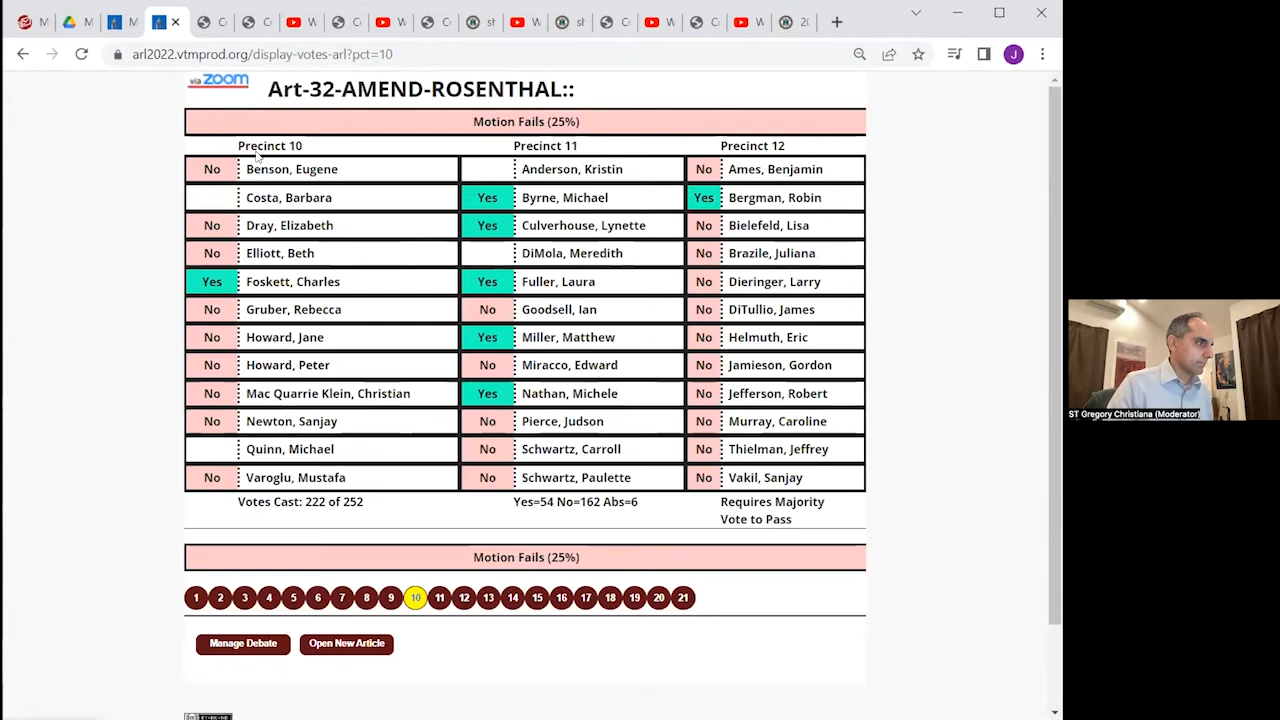 M
M
M
C
C
W
C
W
C
st
W
st
C
W
C
W
20
arl2022.vtmprod.org/display-votes-arl?pct=10
J
via zoom
Art-32-AMEND-ROSENTHAL::
Motion Fails (25%)
Precinct 10 Precinct 11 Precinct 12
No Benson, Eugene Anderson, Kristin No Ames, Benjamin
Costa, Barbara Yes Byrne, Michael Yes Bergman, Robin
No Dray, Elizabeth Yes Culverhouse, Lynette No Bielefeld, Lisa
No Elliott, Beth DiMola, Meredith No Brazile, Juliana
Yes Foskett, Charles Yes Fuller, Laura No Dieringer, Larry
No Gruber, Rebecca No Goodsell, Ian No DiTullio, James
No Howard, Jane Yes Miller, Matthew No Helmuth, Eric
No Howard, Peter No Miracco, Edward No Jamieson, Gordon
No Mac Quarrie Klein, Christian Yes Nathan, Michele No Jefferson, Robert
No Newton, Sanjay No Pierce, Judson No Murray, Caroline
Quinn, Michael No Schwartz, Carroll No Thielman, Jeffrey
No Varoglu, Mustafa No Schwartz, Paulette No Vakil, Sanjay
Votes Cast: 222 of 252 Yes=54 No=162 Abs=6 Requires Majority
Vote to Pass
Motion Fails (25%)
1 2 3 4 5 6 7 8 9 10 11 12 13 14 15 16 17 18 19 20 21
Manage Debate Open New Article
ST Gregory Christiana (Moderator)